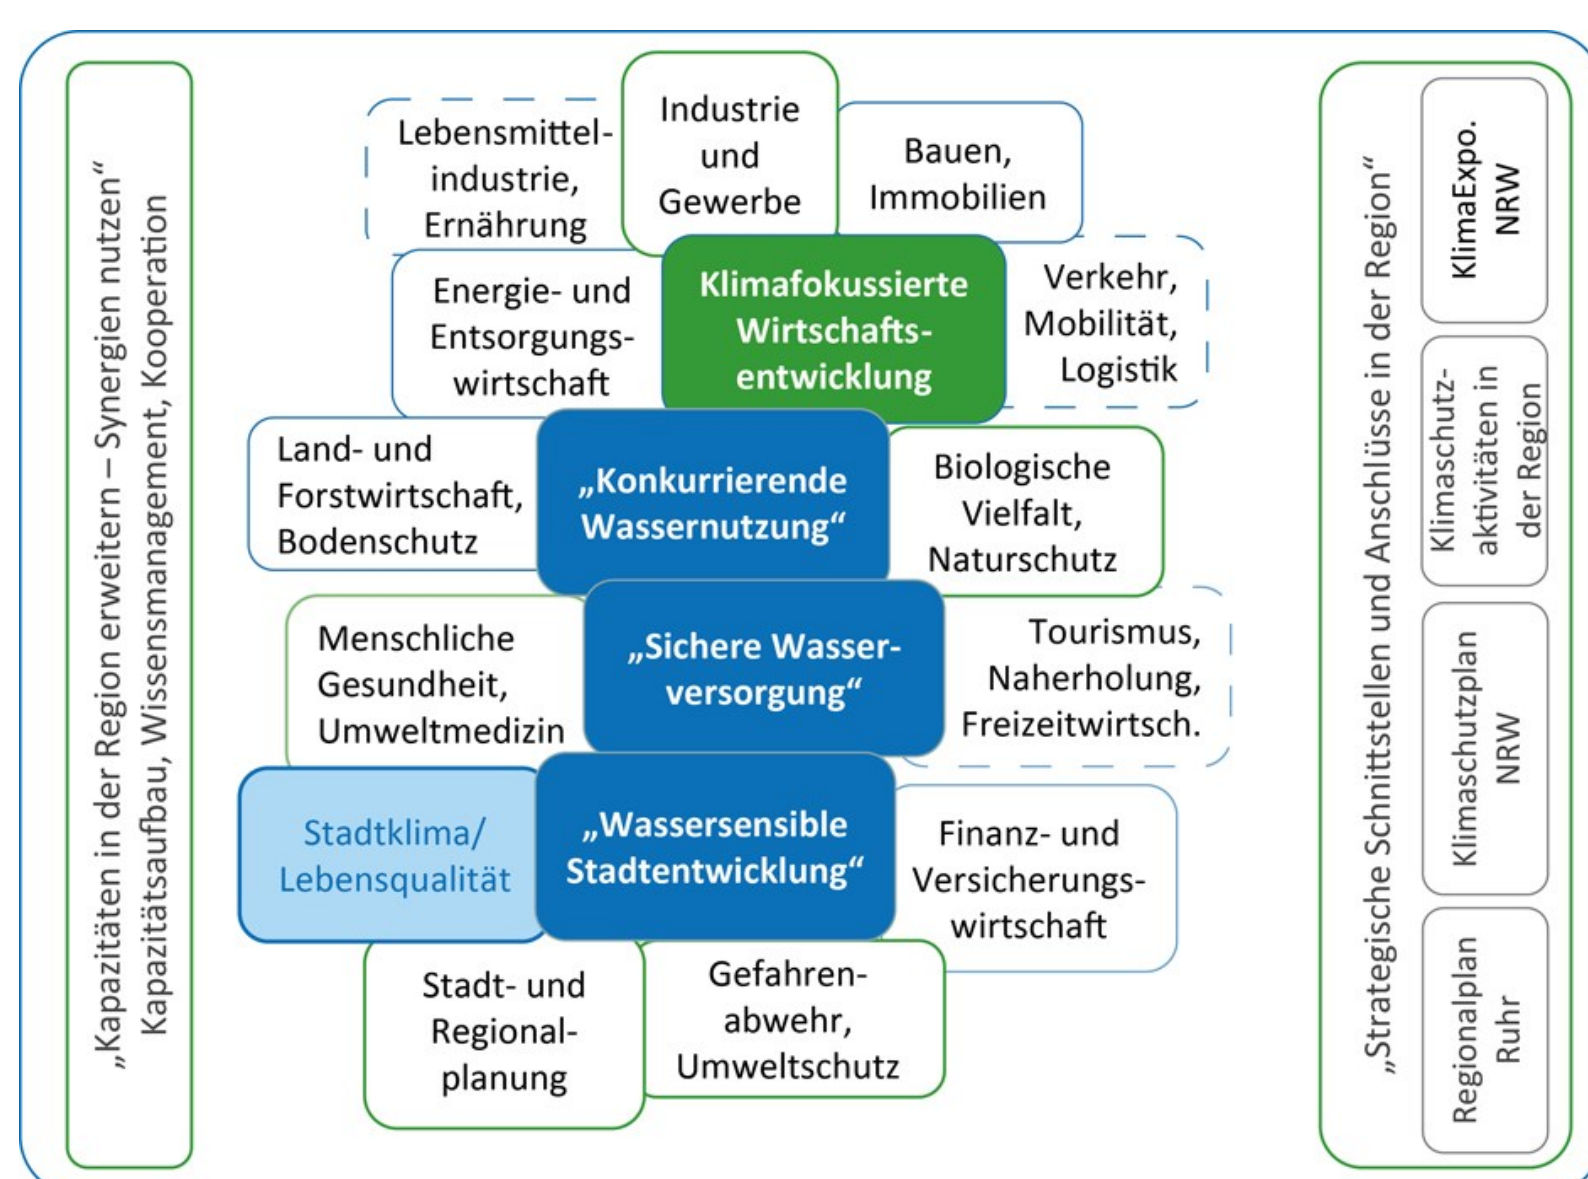 „Kapazitäten in der Region erweitern – Synergien nutzen“
Kapazitätsaufbau, Wissensmanagement, Kooperation
Lebensmittel-
industrie,
Ernährung
Industrie
und
Gewerbe
Bauen,
Immobilien
Energie- und
Entsorgungs-
wirtschaft
Klimafokussierte
Wirtschafts-
entwicklung
Verkehr,
Mobilität,
Logistik
Land- und
Forstwirtschaft,
Bodenschutz
„Konkurrierende
Wassernutzung“
Biologische
Vielfalt,
Naturschutz
Menschliche
Gesundheit,
Umweltmedizin
„Sichere Wasser-
versorgung“
Tourismus,
Naherholung,
Freizeitwirtsch.
Stadtklima/
Lebensqualität
„Wassersensible
Stadtentwicklung“
Finanz- und
Versicherungs-
wirtschaft
Stadt- und
Regional-
planung
Gefahren-
abwehr,
Umweltschutz
„Strategische Schnittstellen und Anschlüsse in der Region“
KlimaExpo.
NRW
Klimaschutz-
aktivitäten in
der Region
Klimaschutzplan
NRW
Regionalplan
Ruhr